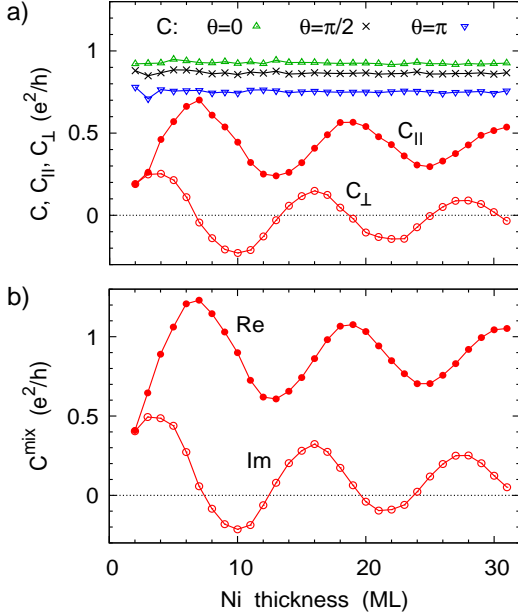 a)
C: θ=0 θ=π/2 θ=π
C, C||, C⊥ (e²/h)
1
0.5
0
C||
C⊥
b)
C^mix (e²/h)
1
0.5
0
Re
Im
0 10 20 30
Ni thickness (ML)